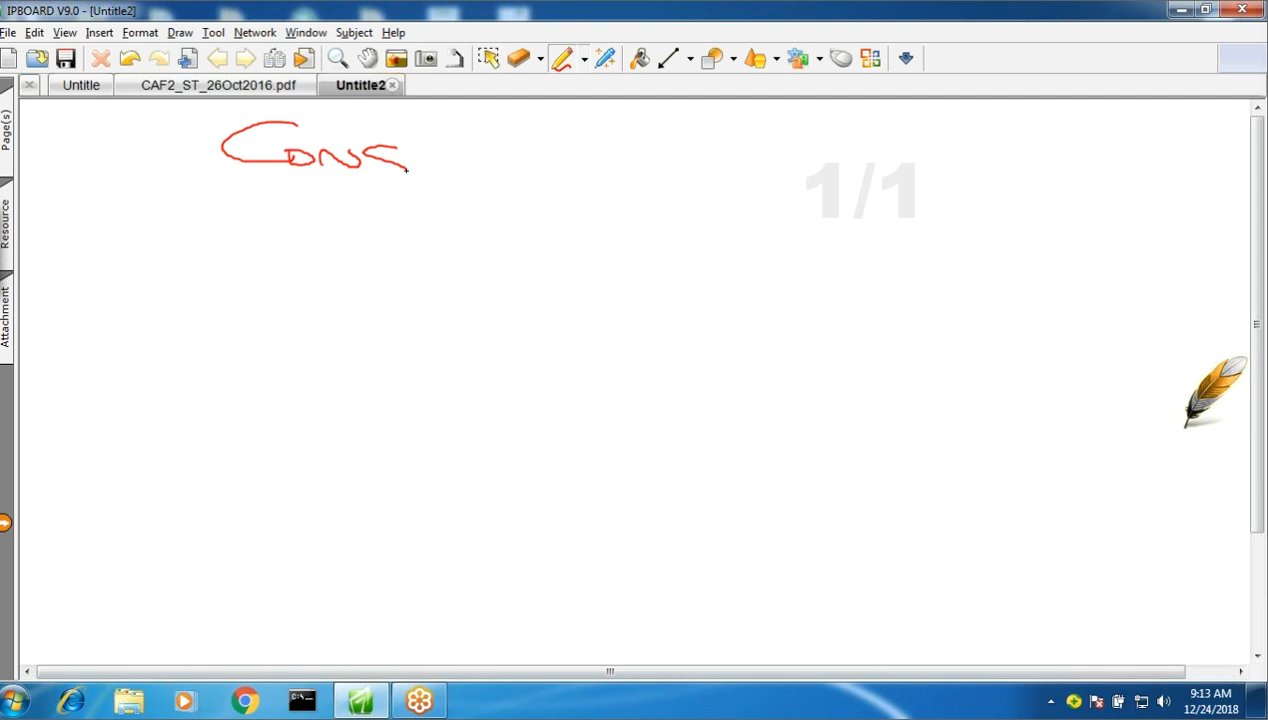 IPBOARD V9.0 - [Untitle2]
File Edit View Insert Format Draw Tool Network Window Subject Help
Untitle CAF2_ST_26Oct2016.pdf Untitle2
Page(s)
Resource
Attachment
Cons
1/1
9:13 AM
12/24/2018